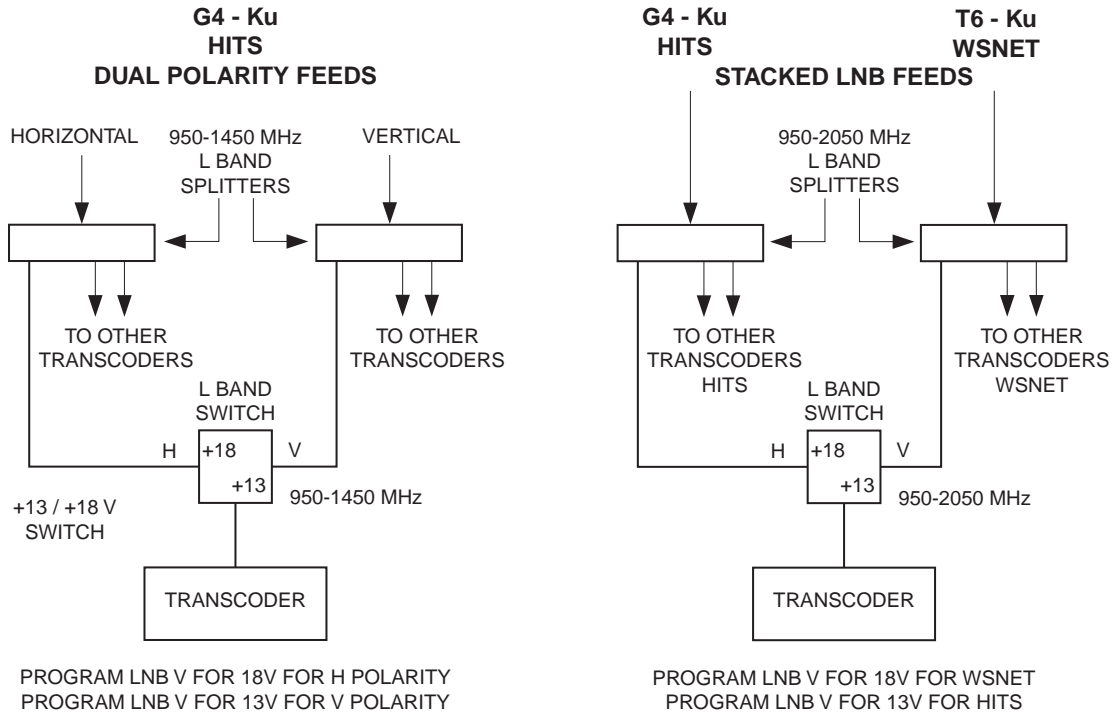 G4 - Ku
HITS
DUAL POLARITY FEEDS
HORIZONTAL
950-1450 MHz
L BAND
SPLITTERS
VERTICAL
TO OTHER
TRANSCODERS
TO OTHER
TRANSCODERS
L BAND
SWITCH
H
+18
V
+13
950-1450 MHz
+13 / +18 V
SWITCH
TRANSCODER
PROGRAM LNB V FOR 18V FOR H POLARITY
PROGRAM LNB V FOR 13V FOR V POLARITY
G4 - Ku
HITS
T6 - Ku
WSNET
STACKED LNB FEEDS
950-2050 MHz
L BAND
SPLITTERS
TO OTHER
TRANSCODERS
HITS
TO OTHER
TRANSCODERS
WSNET
L BAND
SWITCH
H
+18
V
+13
950-2050 MHz
TRANSCODER
PROGRAM LNB V FOR 18V FOR WSNET
PROGRAM LNB V FOR 13V FOR HITS